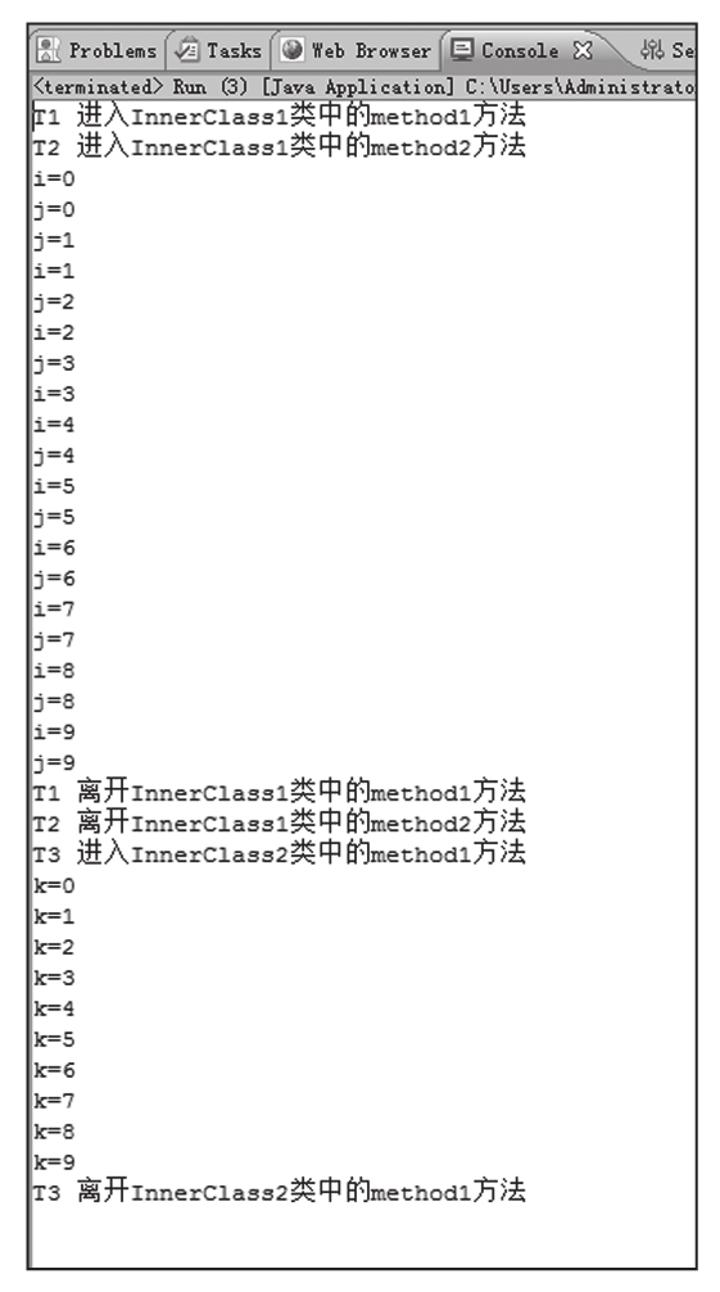 Problems Tasks Web Browser Console Se
<terminated> Run (3) [Java Application] C:\Users\Administrato
T1 进入InnerClass1类中的method1方法
T2 进入InnerClass1类中的method2方法
i=0
j=0
j=1
i=1
j=2
i=2
j=3
i=3
i=4
j=4
i=5
j=5
i=6
j=6
i=7
j=7
i=8
j=8
i=9
j=9
T1 离开InnerClass1类中的method1方法
T2 离开InnerClass1类中的method2方法
T3 进入InnerClass2类中的method1方法
k=0
k=1
k=2
k=3
k=4
k=5
k=6
k=7
k=8
k=9
T3 离开InnerClass2类中的method1方法